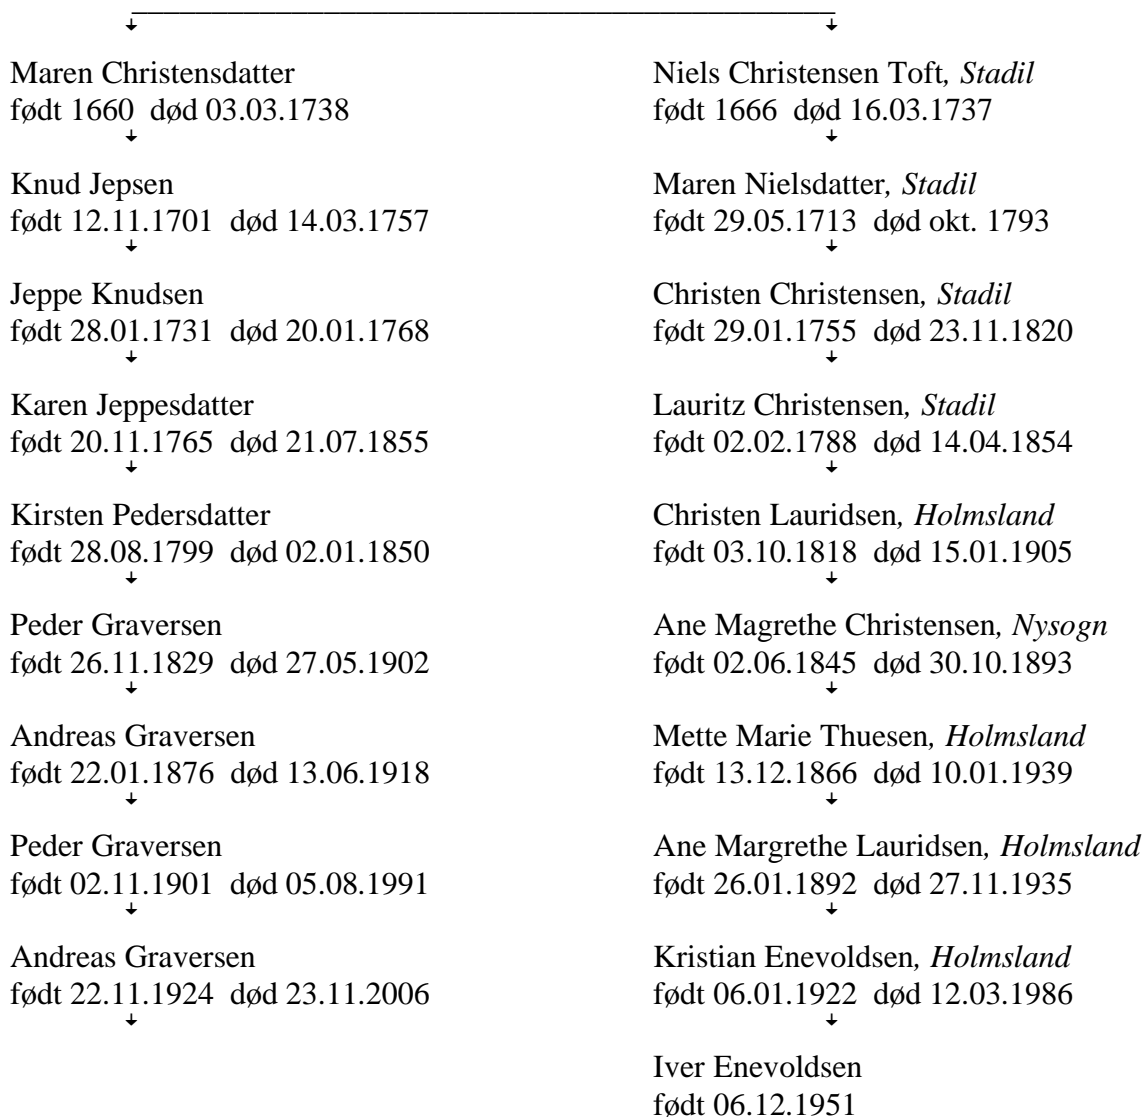 Maren Christensdatter
født 1660 død 03.03.1738
Knud Jepsen
født 12.11.1701 død 14.03.1757
Jeppe Knudsen
født 28.01.1731 død 20.01.1768
Karen Jeppesdatter
født 20.11.1765 død 21.07.1855
Kirsten Pedersdatter
født 28.08.1799 død 02.01.1850
Peder Graversen
født 26.11.1829 død 27.05.1902
Andreas Graversen
født 22.01.1876 død 13.06.1918
Peder Graversen
født 02.11.1901 død 05.08.1991
Andreas Graversen
født 22.11.1924 død 23.11.2006
Niels Christensen Toft, Stadil
født 1666 død 16.03.1737
Maren Nielsdatter, Stadil
født 29.05.1713 død okt. 1793
Christen Christensen, Stadil
født 29.01.1755 død 23.11.1820
Lauritz Christensen, Stadil
født 02.02.1788 død 14.04.1854
Christen Lauridsen, Holmsland
født 03.10.1818 død 15.01.1905
Ane Magrethe Christensen, Nysogn
født 02.06.1845 død 30.10.1893
Mette Marie Thuesen, Holmsland
født 13.12.1866 død 10.01.1939
Ane Margrethe Lauridsen, Holmsland
født 26.01.1892 død 27.11.1935
Kristian Enevoldsen, Holmsland
født 06.01.1922 død 12.03.1986
Iver Enevoldsen
født 06.12.1951